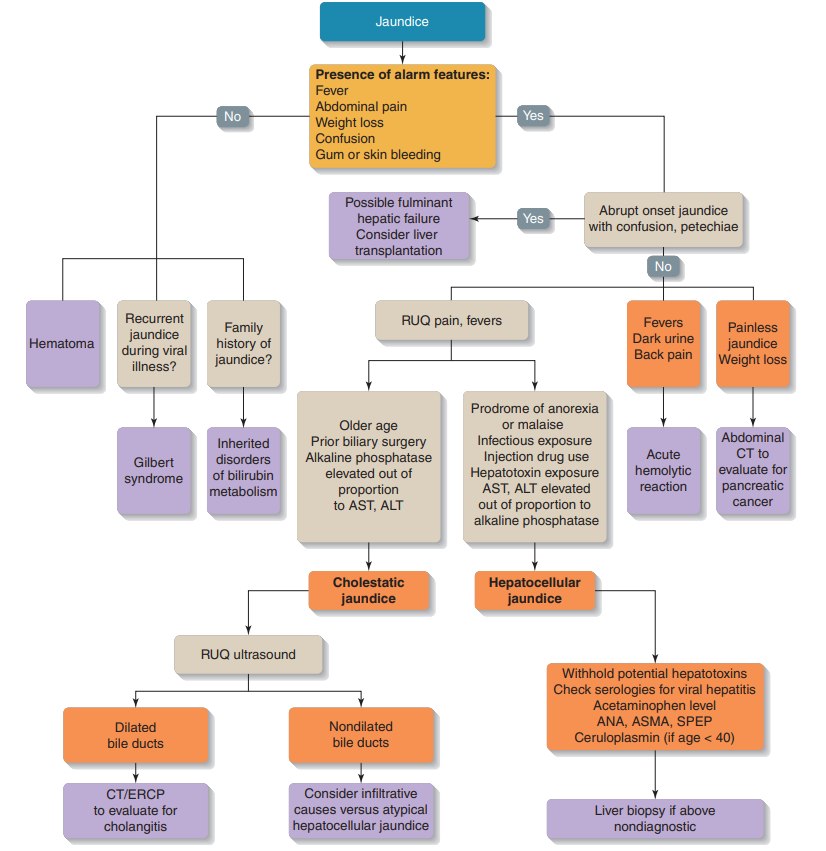 Jaundice
Presence of alarm features:
Fever
Abdominal pain
Weight loss
Confusion
Gum or skin bleeding
No
Yes
Possible fulminant
hepatic failure
Consider liver
transplantation
Yes
Abrupt onset jaundice
with confusion, petechiae
No
Hematoma
Recurrent
jaundice
during viral
illness?
Family
history of
jaundice?
RUQ pain, fevers
Fevers
Dark urine
Back pain
Painless
jaundice
Weight loss
Gilbert
syndrome
Inherited
disorders
of bilirubin
metabolism
Older age
Prior biliary surgery
Alkaline phosphatase
elevated out of
proportion
to AST, ALT
Prodrome of anorexia
or malaise
Infectious exposure
Injection drug use
Hepatotoxin exposure
AST, ALT elevated
out of proportion to
alkaline phosphatase
Acute
hemolytic
reaction
Abdominal
CT to
evaluate for
pancreatic
cancer
Cholestatic
jaundice
Hepatocellular
jaundice
RUQ ultrasound
Withhold potential hepatotoxins
Check serologies for viral hepatitis
Acetaminophen level
ANA, ASMA, SPEP
Ceruloplasmin (if age < 40)
Dilated
bile ducts
Nondilated
bile ducts
CT/ERCP
to evaluate for
cholangitis
Consider infiltrative
causes versus atypical
hepatocellular jaundice
Liver biopsy if above
nondiagnostic